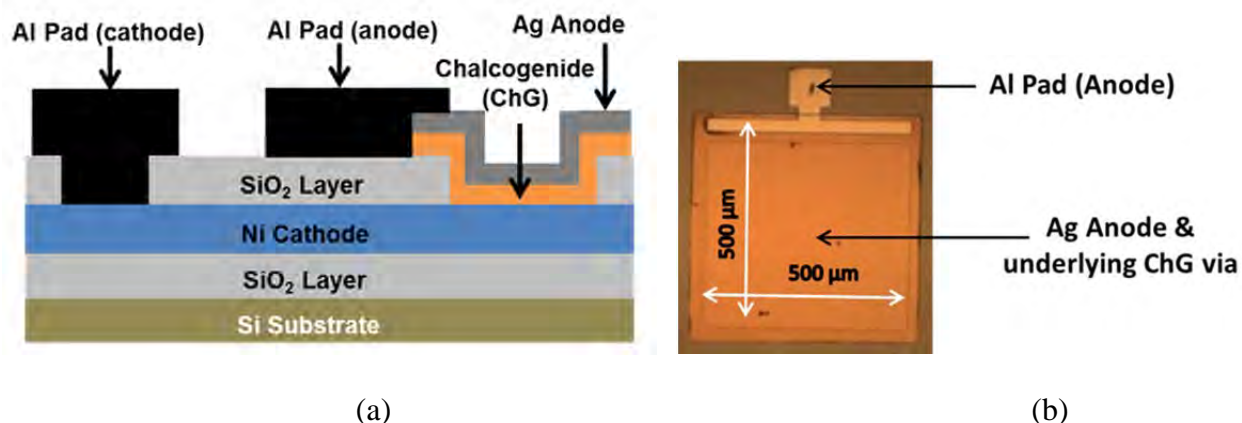 Al Pad (cathode)
Al Pad (anode)
Ag Anode
Chalcogenide
(ChG)
SiO₂ Layer
Ni Cathode
SiO₂ Layer
Si Substrate
(a)
Al Pad (Anode)
500 µm
500 µm
Ag Anode &
underlying ChG via
(b)